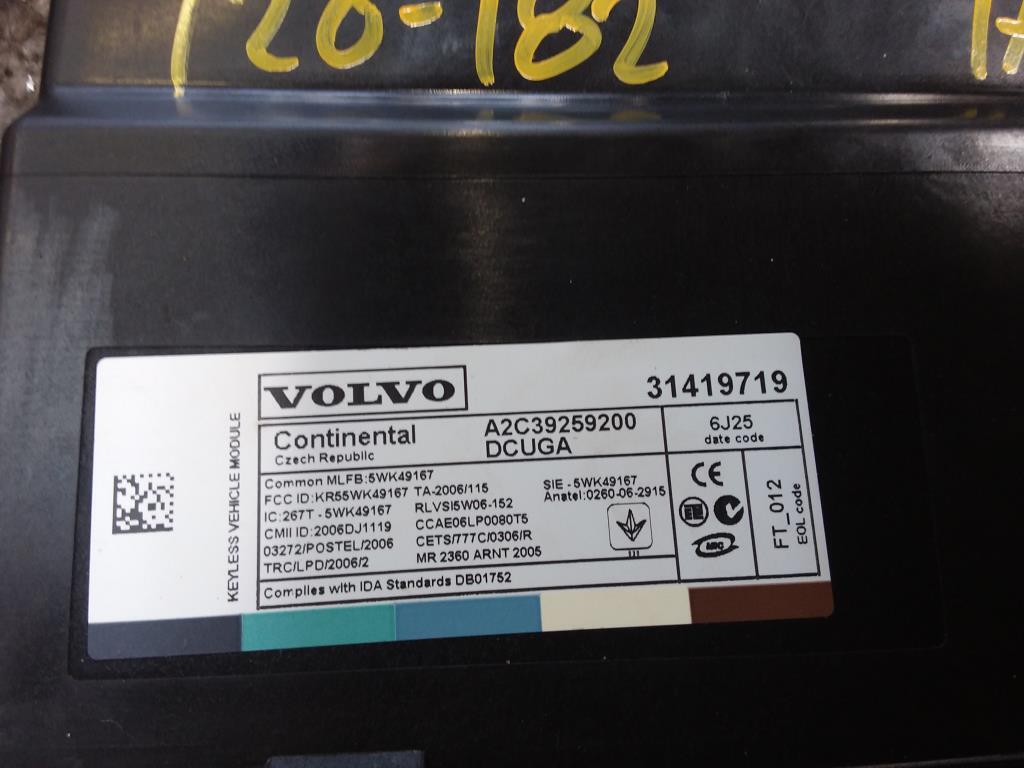 120-182
VOLVO
31419719
Continental
Czech Republic
A2C39259200
DCUGA
6J25
date code
KEYLESS VEHICLE MODULE
Common MLFB:5WK49167
FCC ID:KR55WK49167 TA-2006/115
IC:267T - 5WK49167 RLVSI5W06-152
CMII ID:2006DJ1119 CCAE06LP0080T5
03272/POSTEL/2006 CETS/777C/0306/R
TRC/LPD/2006/2 MR 2360 ARNT 2005
SIE - 5WK49167
Anatel:0260-06-2915
Complies with IDA Standards DB01752
CE
FT_012
EOL code